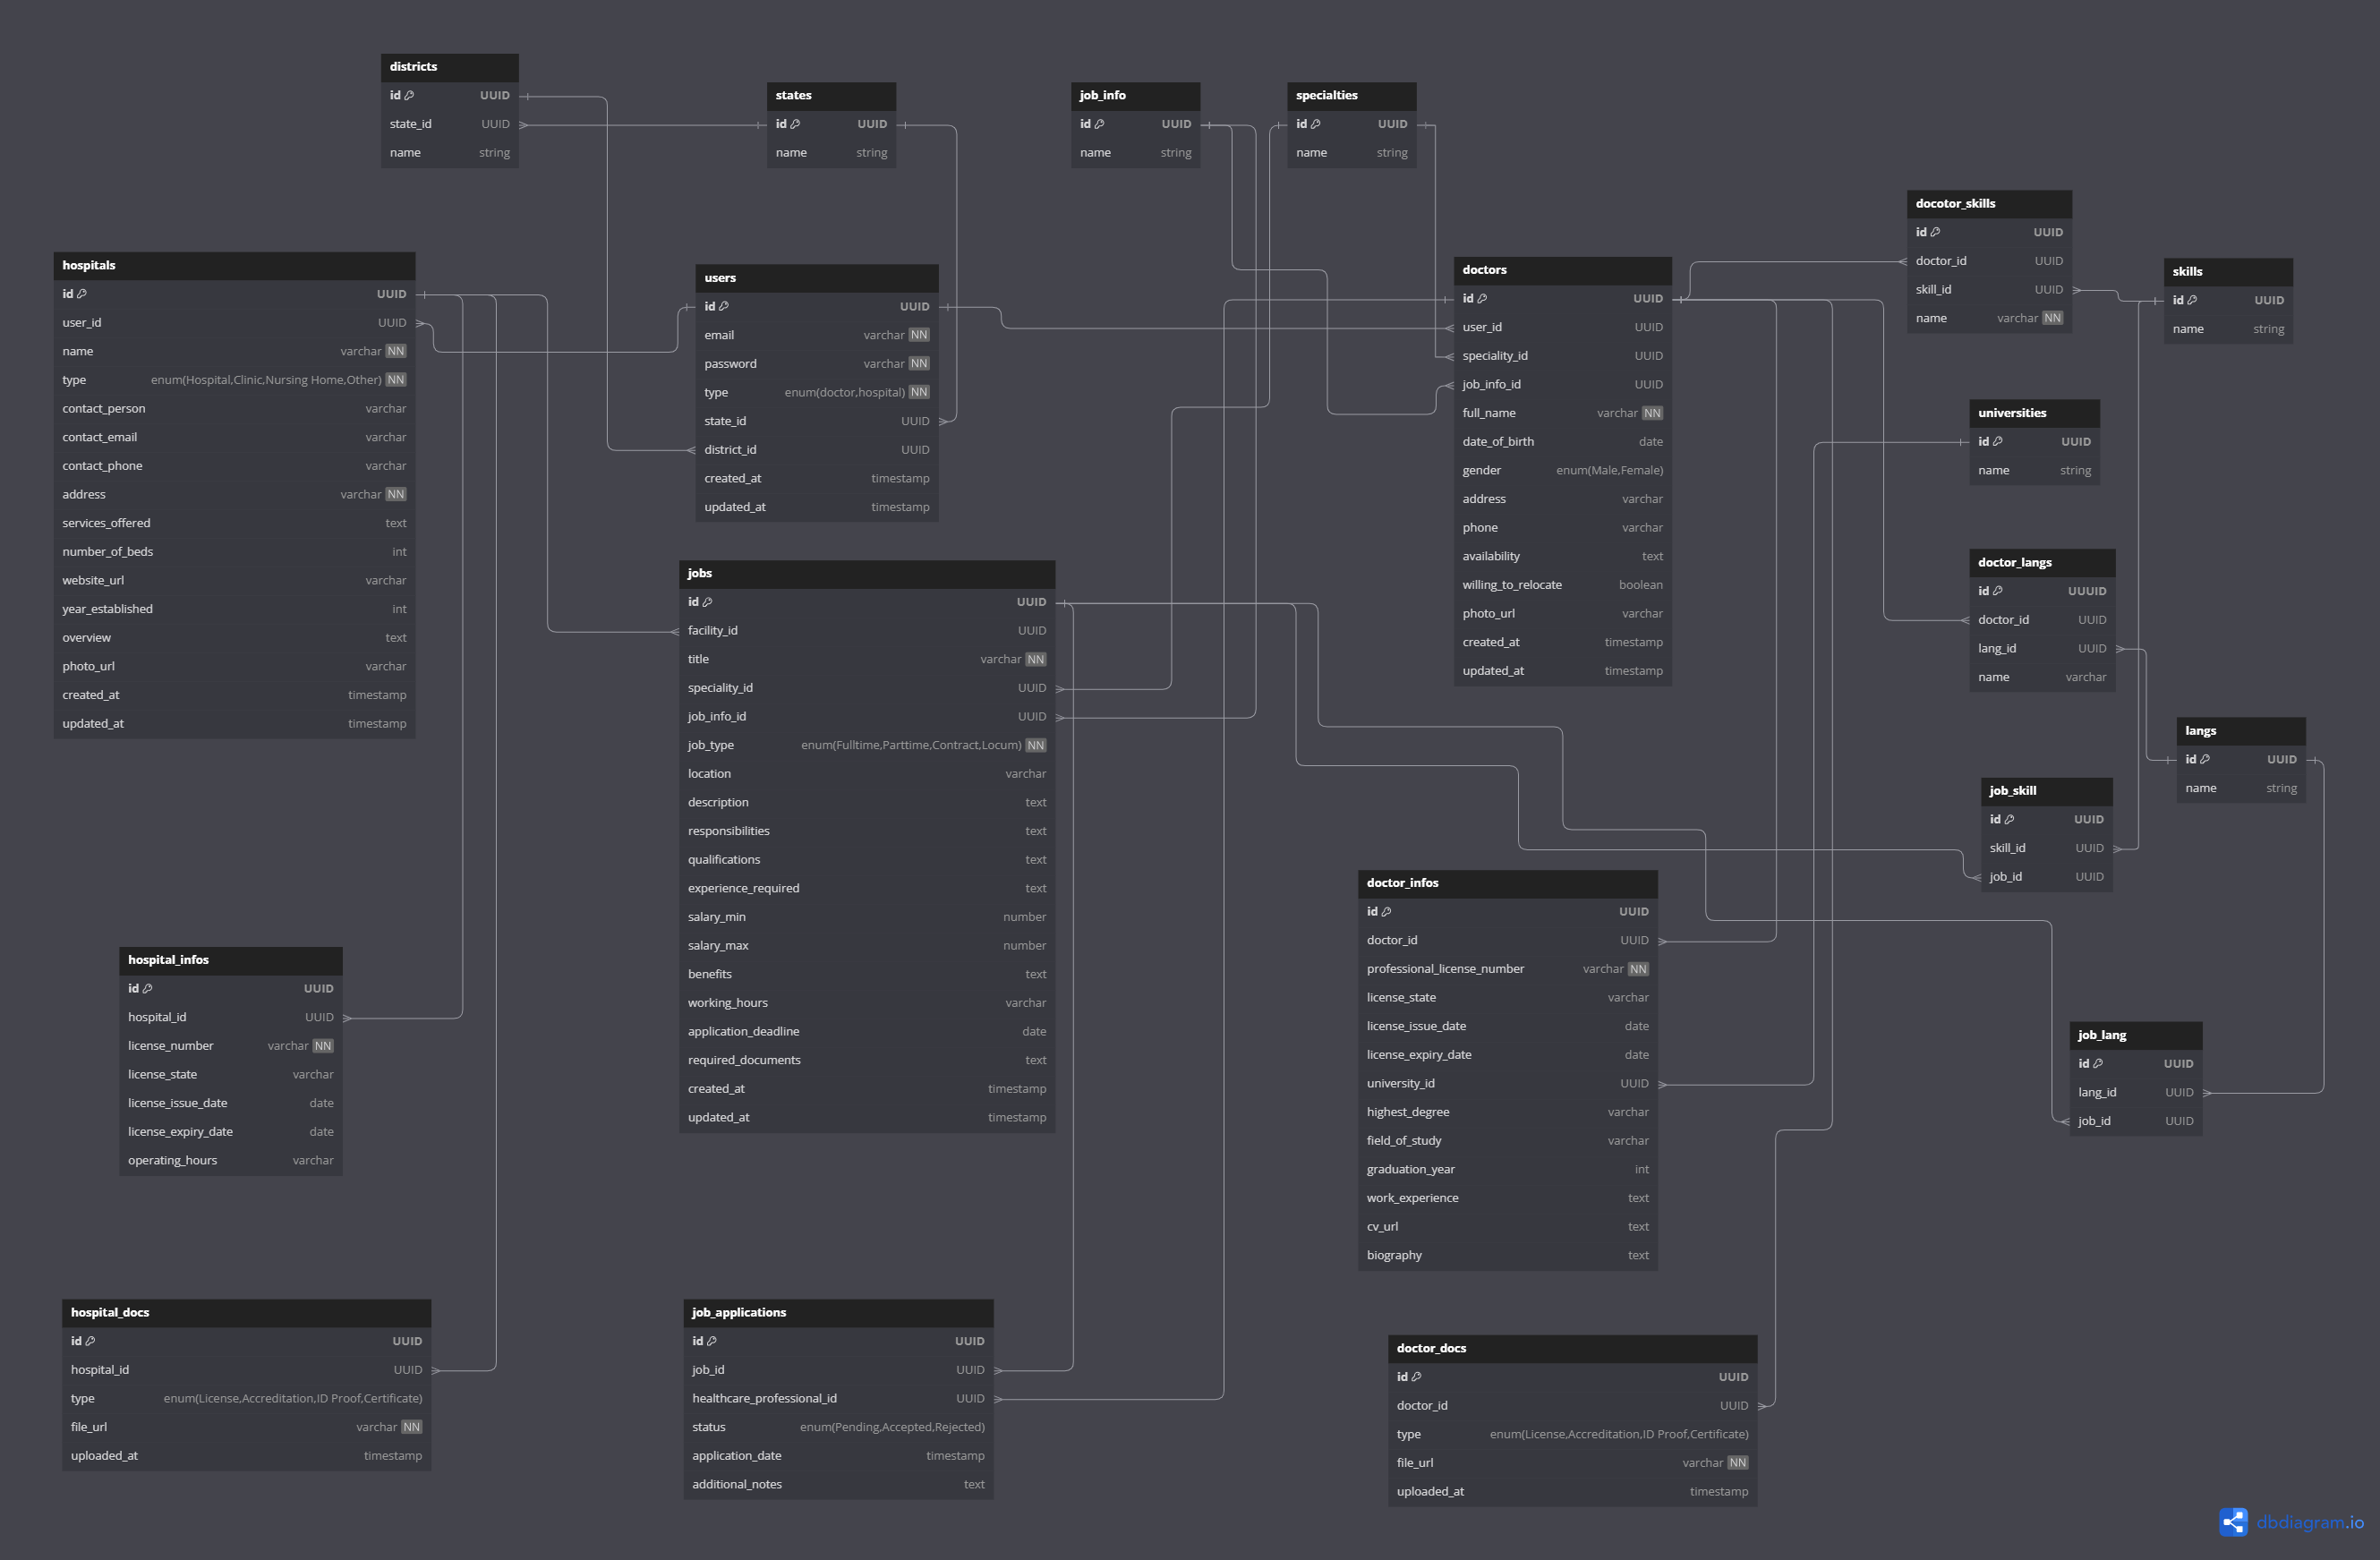 districts
id UUID
state_id UUID
name string
states
id UUID
name string
job_info
id UUID
name string
specialties
id UUID
name string
docotor_skills
id UUID
doctor_id UUID
skill_id UUID
name varchar NN
skills
id UUID
name string
hospitals
id UUID
user_id UUID
name varchar NN
type enum(Hospital,Clinic,Nursing Home,Other) NN
contact_person varchar
contact_email varchar
contact_phone varchar
address varchar NN
services_offered text
number_of_beds int
website_url varchar
year_established int
overview text
photo_url varchar
created_at timestamp
updated_at timestamp
users
id UUID
email varchar NN
password varchar NN
type enum(doctor,hospital) NN
state_id UUID
district_id UUID
created_at timestamp
updated_at timestamp
doctors
id UUID
user_id UUID
speciality_id UUID
job_info_id UUID
full_name varchar NN
date_of_birth date
gender enum(Male,Female)
address varchar
phone varchar
availability text
willing_to_relocate boolean
photo_url varchar
created_at timestamp
updated_at timestamp
universities
id UUID
name string
doctor_langs
id UUUID
doctor_id UUID
lang_id UUID
name varchar
langs
id UUID
name string
jobs
id UUID
facility_id UUID
title varchar NN
speciality_id UUID
job_info_id UUID
job_type enum(Fulltime,Parttime,Contract,Locum) NN
location varchar
description text
responsibilities text
qualifications text
experience_required text
salary_min number
salary_max number
benefits text
working_hours varchar
application_deadline date
required_documents text
created_at timestamp
updated_at timestamp
job_skill
id UUID
skill_id UUID
job_id UUID
doctor_infos
id UUID
doctor_id UUID
professional_license_number varchar NN
license_state varchar
license_issue_date date
license_expiry_date date
university_id UUID
highest_degree varchar
field_of_study varchar
graduation_year int
work_experience text
cv_url text
biography text
hospital_infos
id UUID
hospital_id UUID
license_number varchar NN
license_state varchar
license_issue_date date
license_expiry_date date
operating_hours varchar
job_lang
id UUID
lang_id UUID
job_id UUID
hospital_docs
id UUID
hospital_id UUID
type enum(License,Accreditation,ID Proof,Certificate)
file_url varchar NN
uploaded_at timestamp
job_applications
id UUID
job_id UUID
healthcare_professional_id UUID
status enum(Pending,Accepted,Rejected)
application_date timestamp
additional_notes text
doctor_docs
id UUID
doctor_id UUID
type enum(License,Accreditation,ID Proof,Certificate)
file_url varchar NN
uploaded_at timestamp
dbdiagram.io